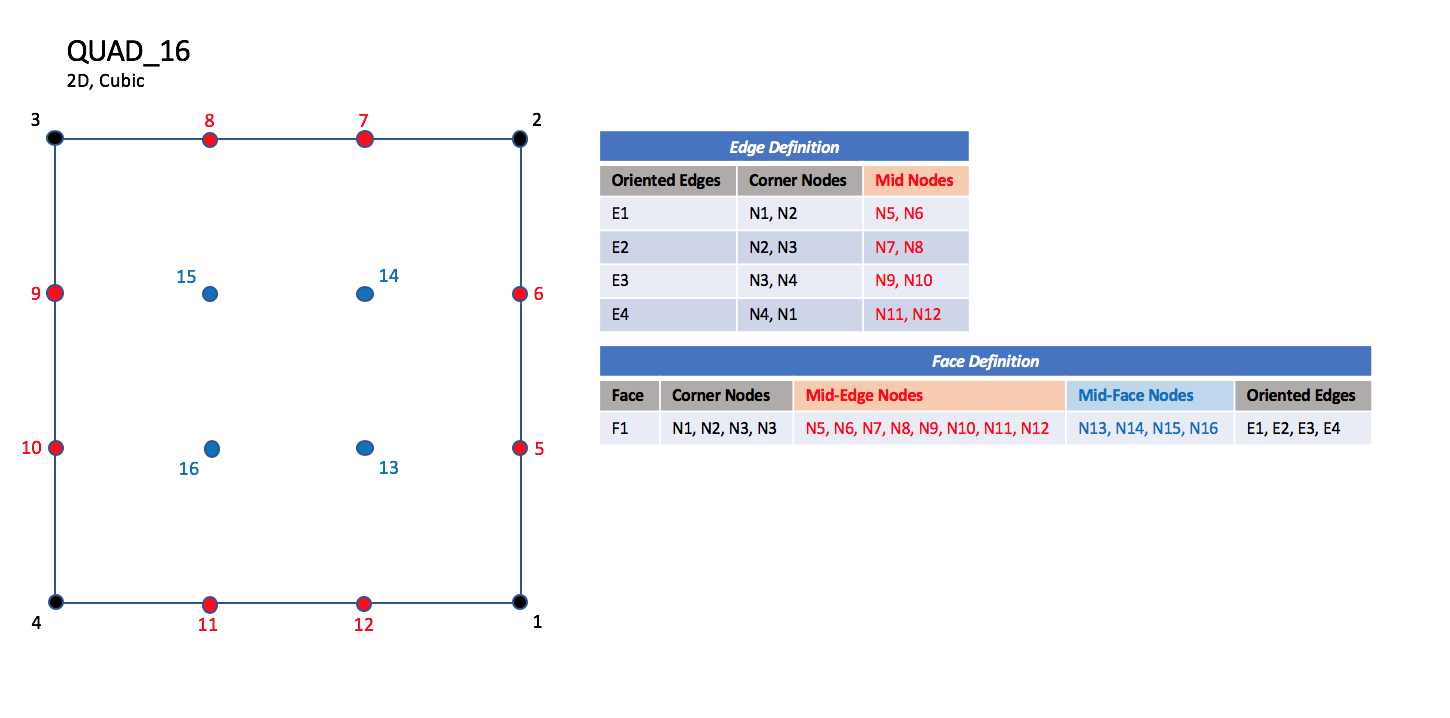 QUAD_16
2D, Cubic
3 8 7 2
15 14
9 6
10 5
16 13
4 11 12 1
Edge Definition
Oriented Edges Corner Nodes Mid Nodes
E1 N1, N2 N5, N6
E2 N2, N3 N7, N8
E3 N3, N4 N9, N10
E4 N4, N1 N11, N12
Face Definition
Face Corner Nodes Mid-Edge Nodes Mid-Face Nodes Oriented Edges
F1 N1, N2, N3, N3 N5, N6, N7, N8, N9, N10, N11, N12 N13, N14, N15, N16 E1, E2, E3, E4